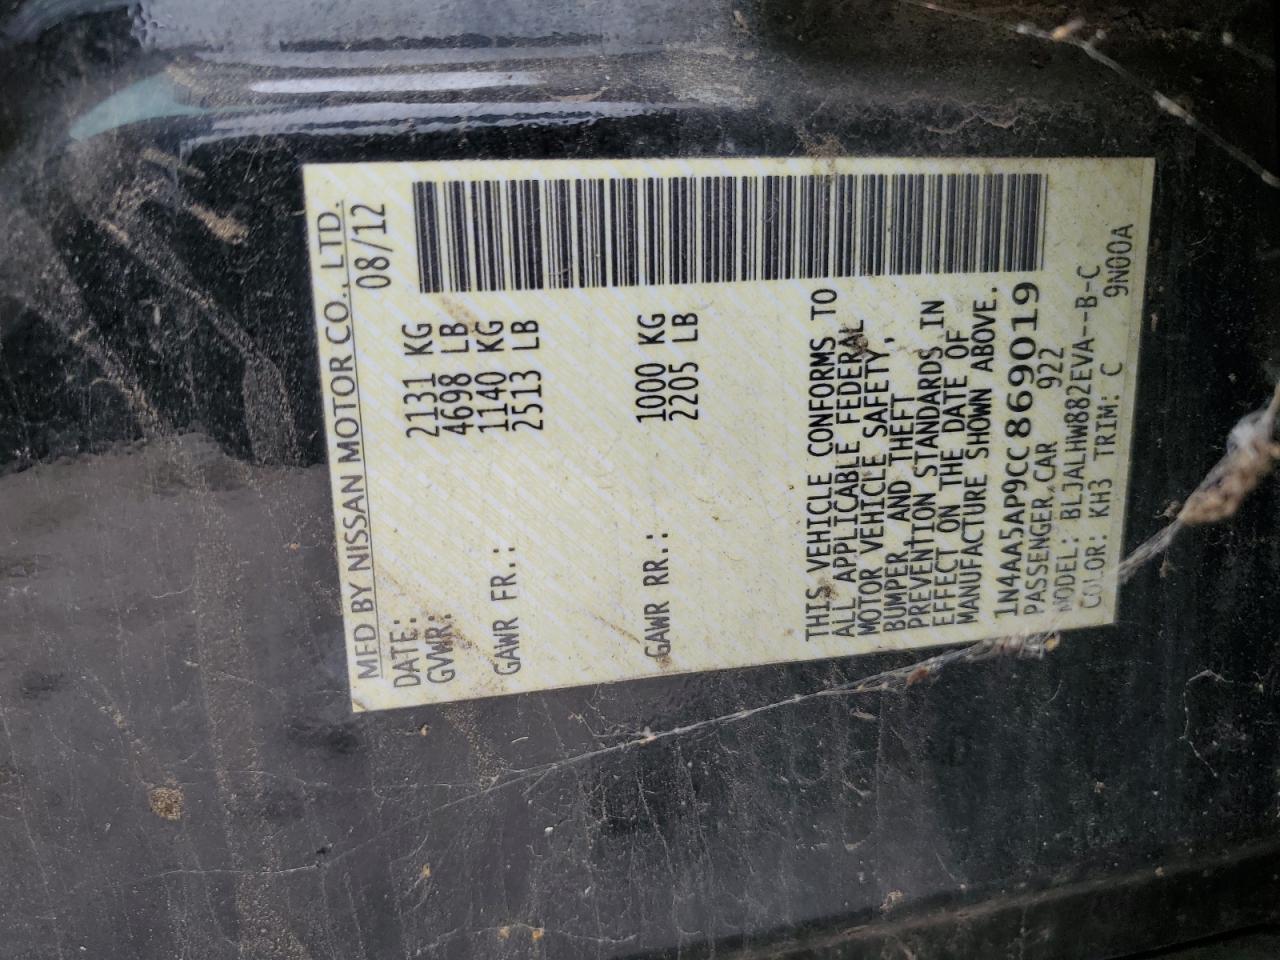 MFD BY NISSAN MOTOR CO., LTD.
DATE: 08/12
GVWR: 2131 KG
4698 LB
GAWR FR.: 1140 KG
2513 LB
GAWR RR.: 1000 KG
2205 LB
THIS VEHICLE CONFORMS TO
ALL APPLICABLE FEDERAL
MOTOR VEHICLE SAFETY,
BUMPER AND THEFT
PREVENTION STANDARDS IN
EFFECT ON THE DATE OF
MANUFACTURE SHOWN ABOVE.
1N4AA5AP9CC869019
PASSENGER CAR 922
MODEL: BLJALHW882EVA--B-C
COLOR: KH3 TRIM: C 9N00A